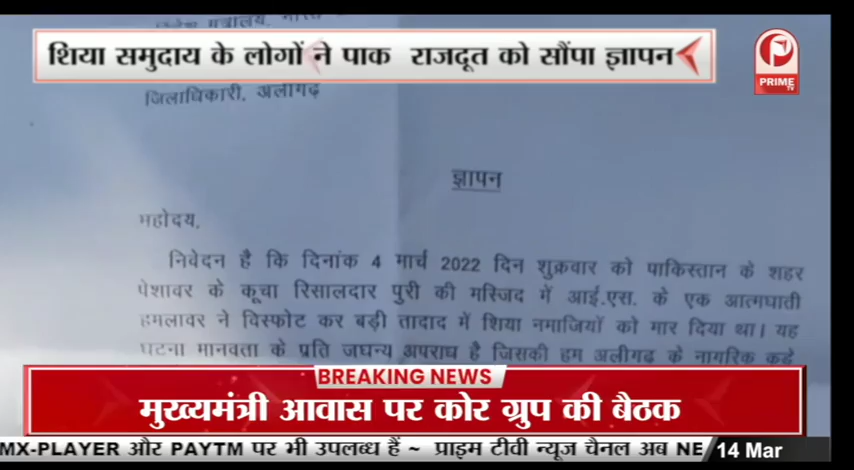 विदेश मंत्रालय, भारत
शिया समुदाय के लोगों ने पाक राजदूत को सौंपा ज्ञापन
PRIME
TV
जिलाधिकारी, अलीगढ़
ज्ञापन
महोदय,
निवेदन है कि दिनांक 4 मार्च 2022 दिन शुक्रवार को पाकिस्तान के शहर
पेशावर के कूचा रिसालदार पुरी की मस्जिद में आई.एस. के एक आत्मघाती
हमलावर ने विस्फोट कर बड़ी तादाद में शिया नमाजियों को मार दिया था। यह
घटना मानवता के प्रति जघन्य अपराध है जिसकी हम अलीगढ़ के नागरिक कड़े
BREAKING NEWS
मुख्यमंत्री आवास पर कोर ग्रुप की बैठक
MX-PLAYER और PAYTM पर भी उपलब्ध हैं ~ प्राइम टीवी न्यूज चैनल अब NE
14 Mar